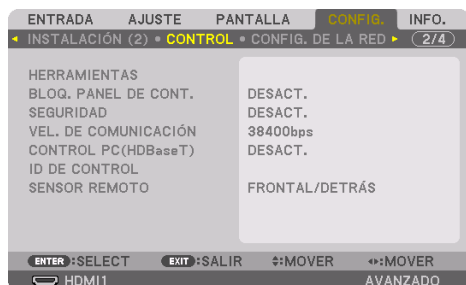 ENTRADA AJUSTE PANTALLA CONFIG. INFO.
INSTALACIÓN (2) • CONTROL • CONFIG. DE LA RED 2/4
HERRAMIENTAS
BLOQ. PANEL DE CONT. DESACT.
SEGURIDAD DESACT.
VEL. DE COMUNICACIÓN 38400bps
CONTROL PC(HDBaseT) DESACT.
ID DE CONTROL
SENSOR REMOTO FRONTAL/DETRÁS
ENTER:SELECT EXIT:SALIR :MOVER :MOVER
HDMI1 AVANZADO